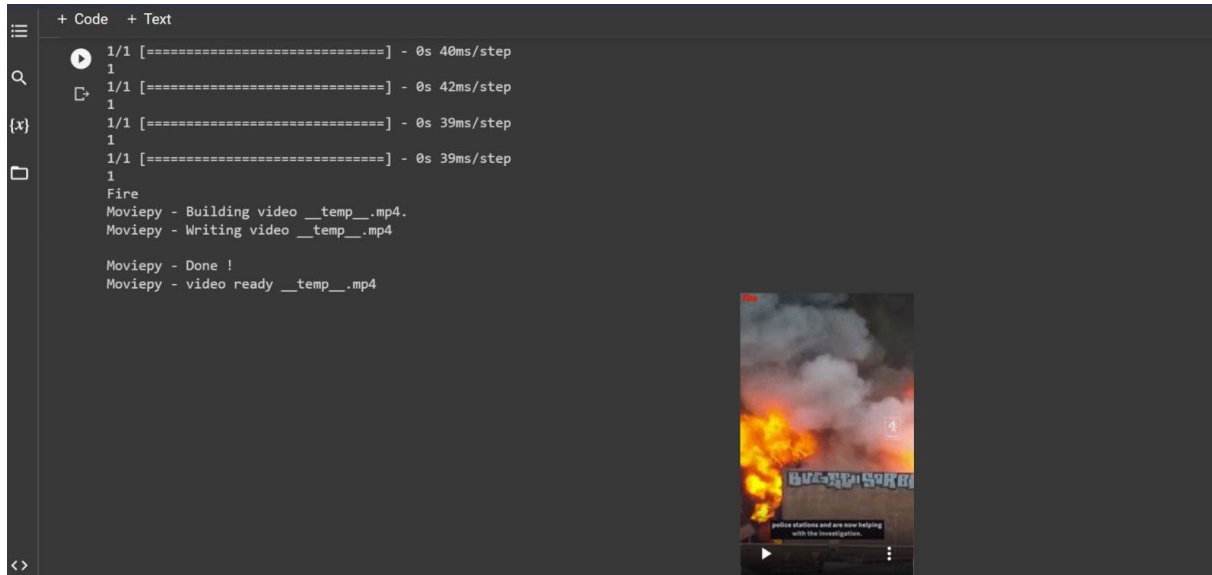 + Code + Text
1/1 [==============================] - 0s 40ms/step
1
1/1 [==============================] - 0s 42ms/step
1
1/1 [==============================] - 0s 39ms/step
1
1/1 [==============================] - 0s 39ms/step
1
Fire
Moviepy - Building video __temp__.mp4.
Moviepy - Writing video __temp__.mp4
Moviepy - Done !
Moviepy - video ready __temp__.mp4
Fire
police stations and are now helping
with the investigation.
{x}
<>